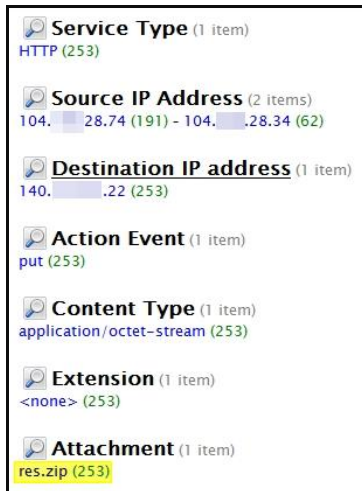 Service Type (1 item)
HTTP (253)
Source IP Address (2 items)
104. 28.74 (191) - 104. .28.34 (62)
Destination IP address (1 item)
140. .22 (253)
Action Event (1 item)
put (253)
Content Type (1 item)
application/octet-stream (253)
Extension (1 item)
<none> (253)
Attachment (1 item)
res.zip (253)